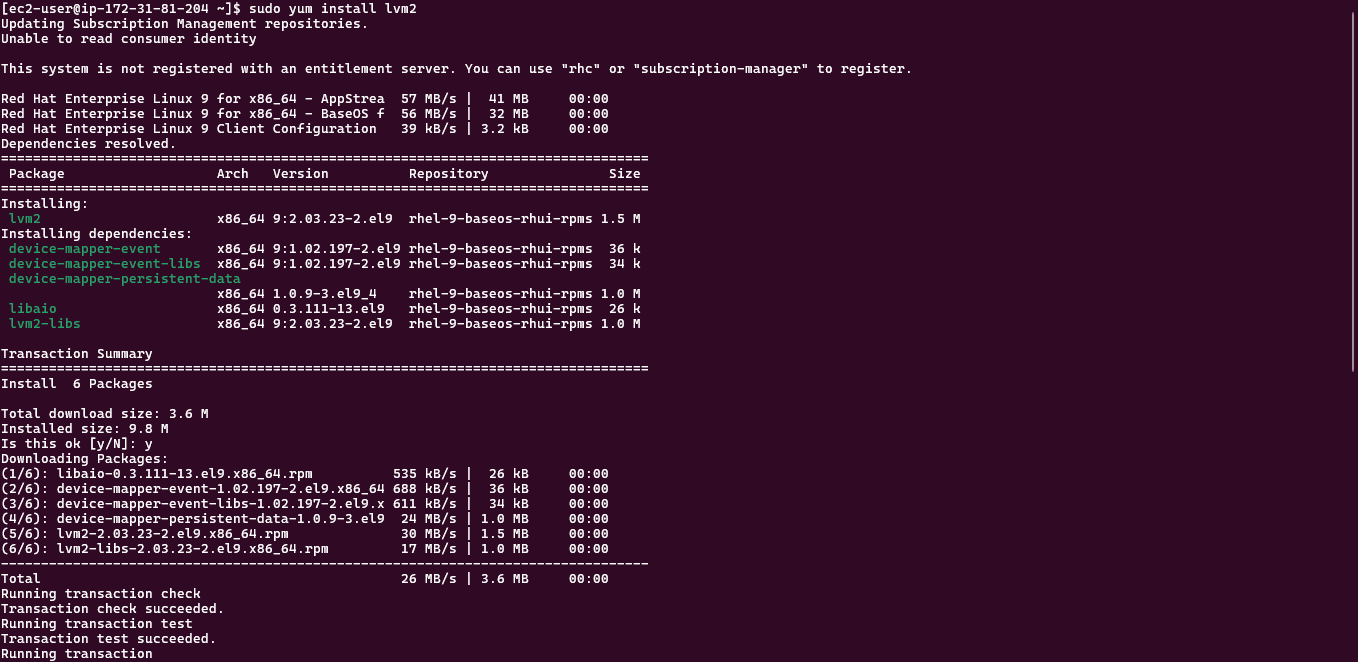 [ec2-user@ip-172-31-81-204 ~]$ sudo yum install lvm2
Updating Subscription Management repositories.
Unable to read consumer identity

This system is not registered with an entitlement server. You can use "rhc" or "subscription-manager" to register.

Red Hat Enterprise Linux 9 for x86_64 - AppStrea  57 MB/s |  41 MB     00:00
Red Hat Enterprise Linux 9 for x86_64 - BaseOS f  56 MB/s |  32 MB     00:00
Red Hat Enterprise Linux 9 Client Configuration   39 kB/s | 3.2 kB     00:00
Dependencies resolved.
=================================================================================
 Package                   Arch   Version          Repository               Size
=================================================================================
Installing:
 lvm2                      x86_64 9:2.03.23-2.el9  rhel-9-baseos-rhui-rpms 1.5 M
Installing dependencies:
 device-mapper-event       x86_64 9:1.02.197-2.el9 rhel-9-baseos-rhui-rpms  36 k
 device-mapper-event-libs  x86_64 9:1.02.197-2.el9 rhel-9-baseos-rhui-rpms  34 k
 device-mapper-persistent-data
                           x86_64 1.0.9-3.el9_4    rhel-9-baseos-rhui-rpms 1.0 M
 libaio                    x86_64 0.3.111-13.el9   rhel-9-baseos-rhui-rpms  26 k
 lvm2-libs                 x86_64 9:2.03.23-2.el9  rhel-9-baseos-rhui-rpms 1.0 M

Transaction Summary
=================================================================================
Install  6 Packages

Total download size: 3.6 M
Installed size: 9.8 M
Is this ok [y/N]: y
Downloading Packages:
(1/6): libaio-0.3.111-13.el9.x86_64.rpm          535 kB/s |  26 kB     00:00
(2/6): device-mapper-event-1.02.197-2.el9.x86_64 688 kB/s |  36 kB     00:00
(3/6): device-mapper-event-libs-1.02.197-2.el9.x 611 kB/s |  34 kB     00:00
(4/6): device-mapper-persistent-data-1.0.9-3.el9  24 MB/s | 1.0 MB     00:00
(5/6): lvm2-2.03.23-2.el9.x86_64.rpm              30 MB/s | 1.5 MB     00:00
(6/6): lvm2-libs-2.03.23-2.el9.x86_64.rpm         17 MB/s | 1.0 MB     00:00
---------------------------------------------------------------------------------
Total                                             26 MB/s | 3.6 MB     00:00
Running transaction check
Transaction check succeeded.
Running transaction test
Transaction test succeeded.
Running transaction